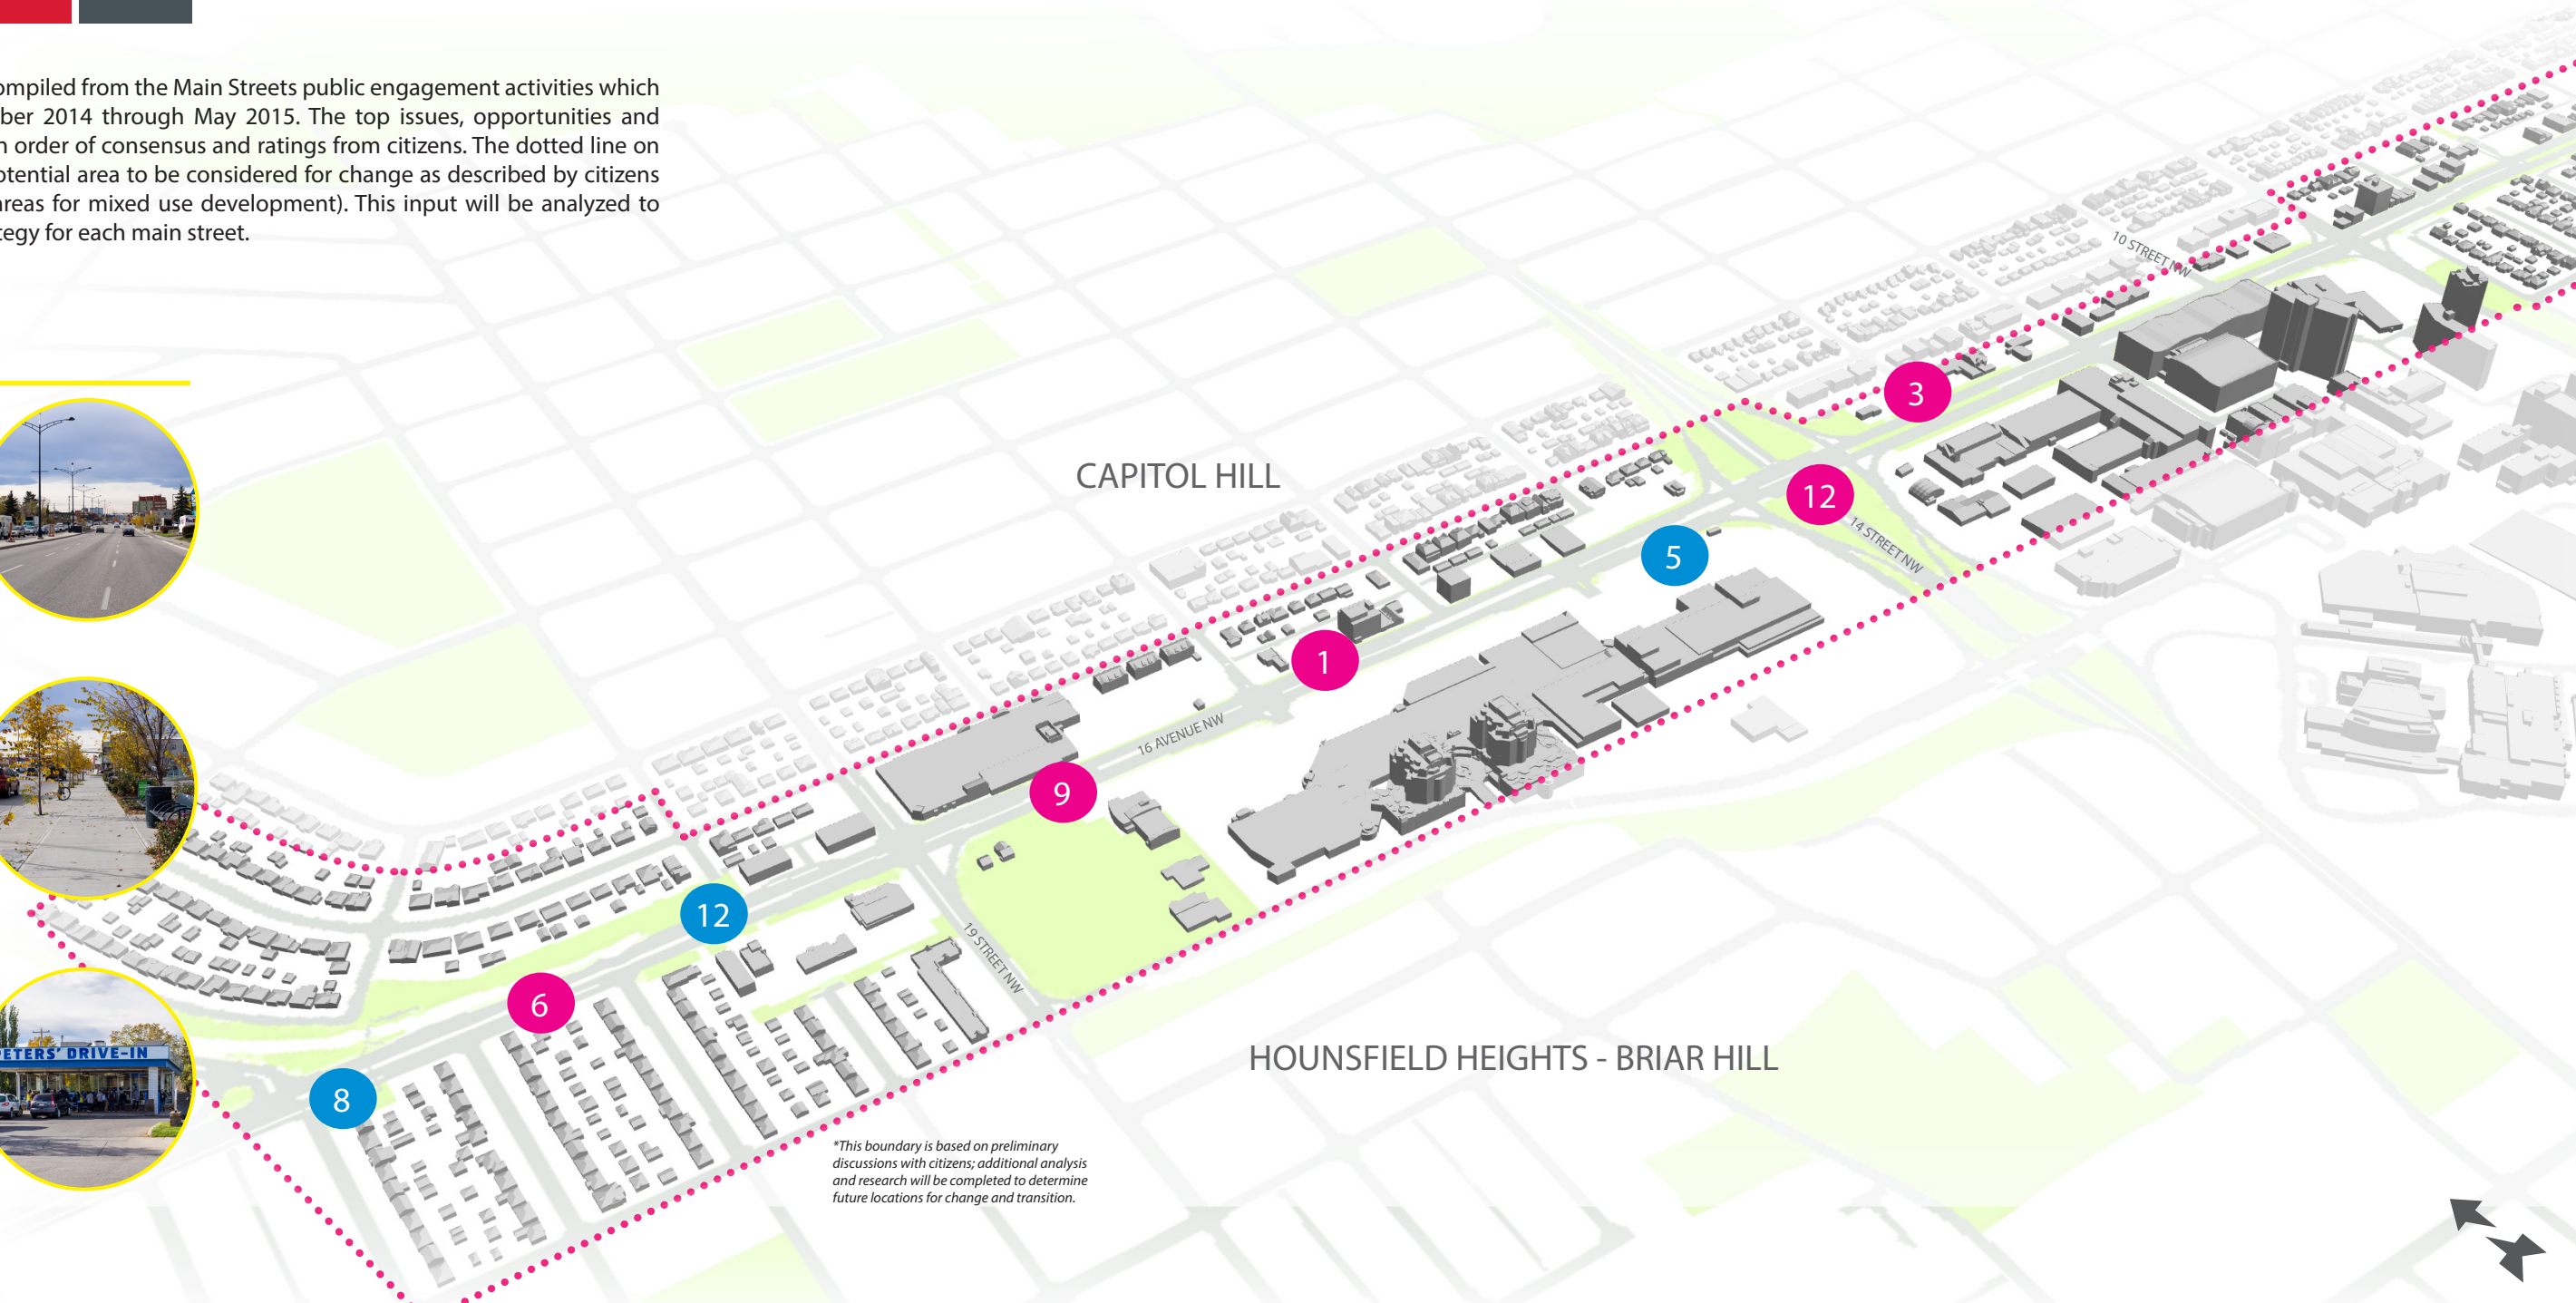 ompiled from the Main Streets public engagement activities which
ber 2014 through May 2015. The top issues, opportunities and
n order of consensus and ratings from citizens. The dotted line on
otential area to be considered for change as described by citizens
areas for mixed use development). This input will be analyzed to
tegy for each main street.
10 STREET NW
3
CAPITOL HILL
12
14 STREET NW
5
1
16 AVENUE NW
9
12
19 STREET NW
6
PETERS' DRIVE-IN
8
HOUNSFIELD HEIGHTS - BRIAR HILL
*This boundary is based on preliminary
discussions with citizens; additional analysis
and research will be completed to determine
future locations for change and transition.